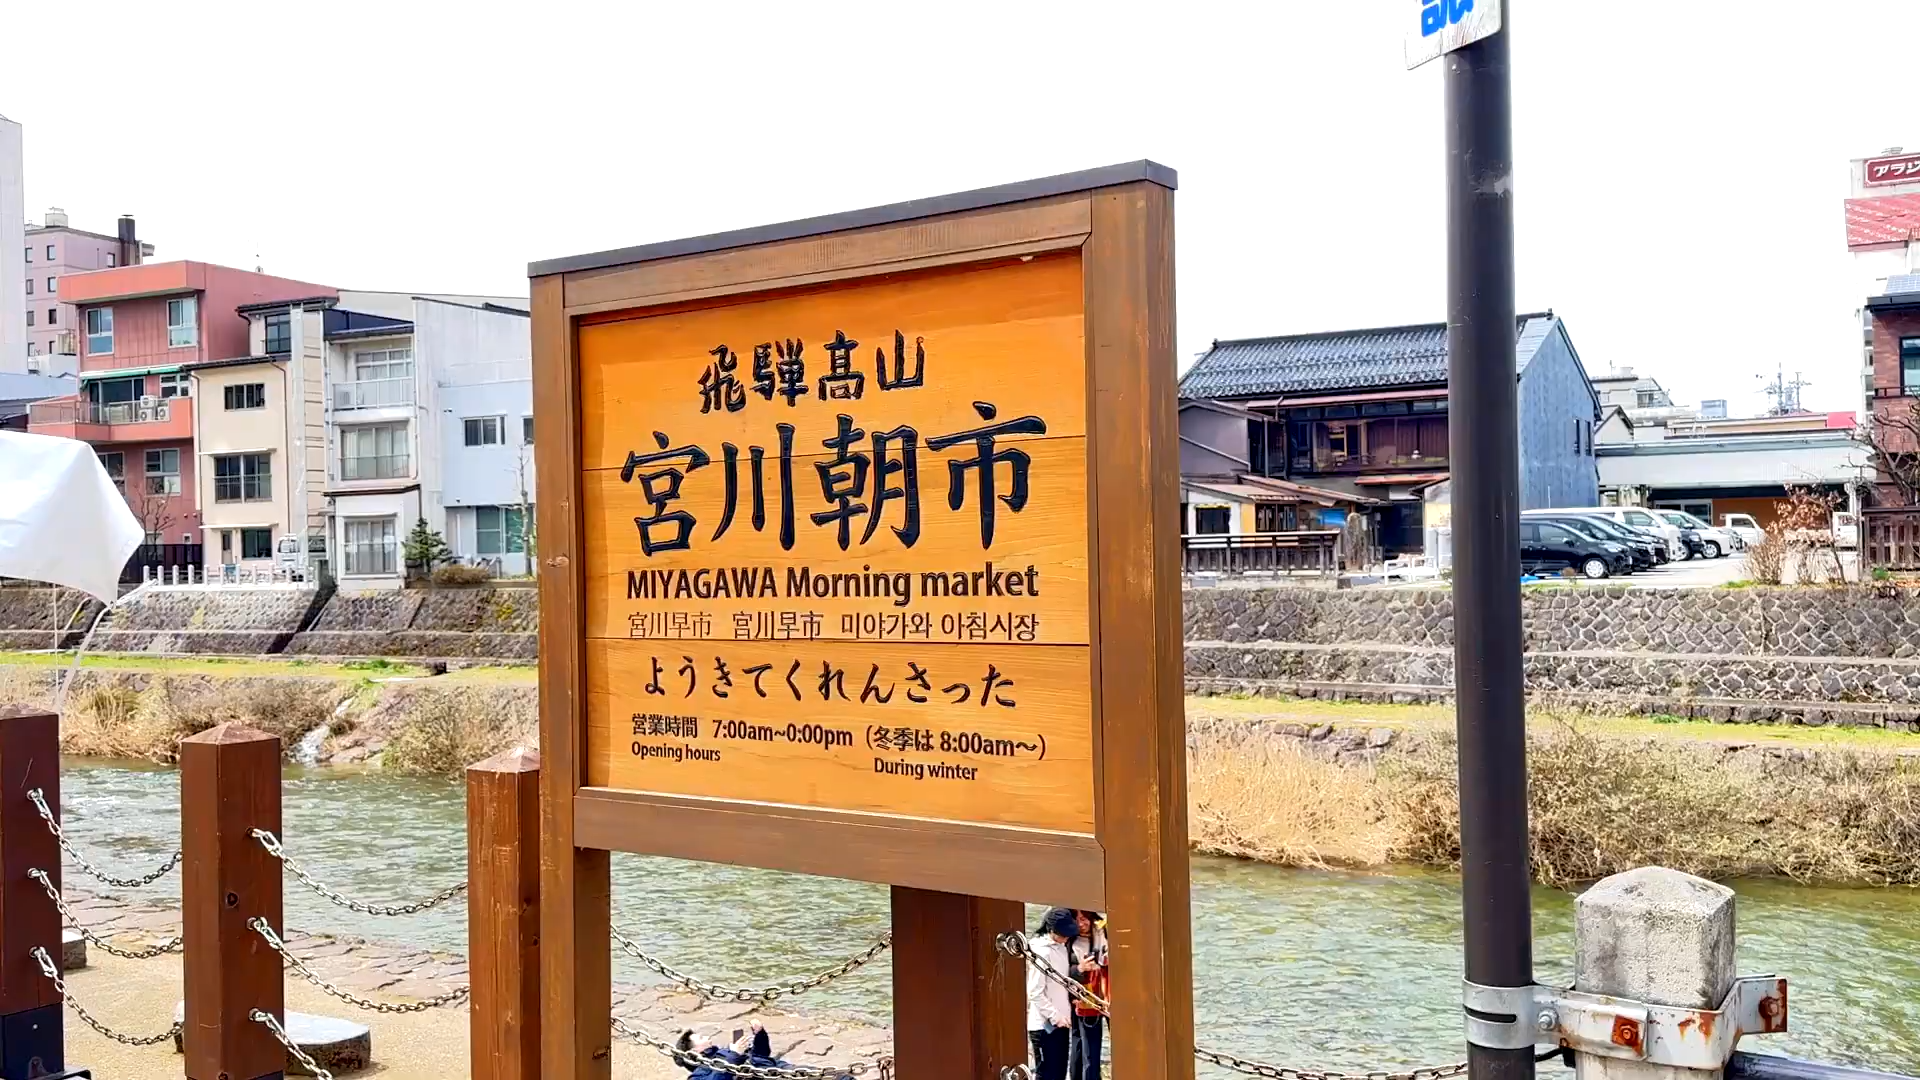 飛騨髙山
宮川朝市
MIYAGAWA Morning market
宮川早市 宮川早市 미야가와 아침시장
ようきてくれんさった
営業時間 7:00am~0:00pm (冬季は 8:00am~)
Opening hours During winter